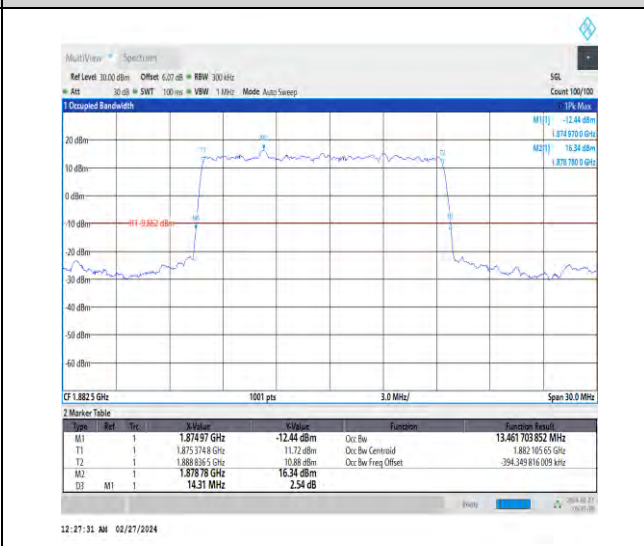 MultiView Spectrum
Ref Level 30.00 dBm Offset 6.07 dB RBW 300 kHz SGL
Att 30 dB SWT 100 ms VBW 1 MHz Mode Auto Sweep Count 100/100
1 Occupied Bandwidth 1Pk Max
M1[1] -12.44 dBm
1.874 970 0 GHz
M2[1] 16.34 dBm
1.878 780 0 GHz
20 dBm
10 dBm
0 dBm
-10 dBm H1 -9.662 dBm
-20 dBm
-30 dBm
-40 dBm
-50 dBm
-60 dBm
CF 1.882 5 GHz 1001 pts 3.0 MHz/ Span 30.0 MHz
2 Marker Table
Type Ref Trc X-Value Y-Value Function Function Result
M1 1 1.874 97 GHz -12.44 dBm Occ Bw 13.461 703 852 MHz
T1 1 1.875 374 8 GHz 11.72 dBm Occ Bw Centroid 1.882 105 65 GHz
T2 1 1.888 836 5 GHz 10.88 dBm Occ Bw Freq Offset -394.349 816 009 kHz
M2 1 1.878 78 GHz 16.34 dBm
D3 M1 1 14.31 MHz 2.54 dB
12:27:31 AM 02/27/2024